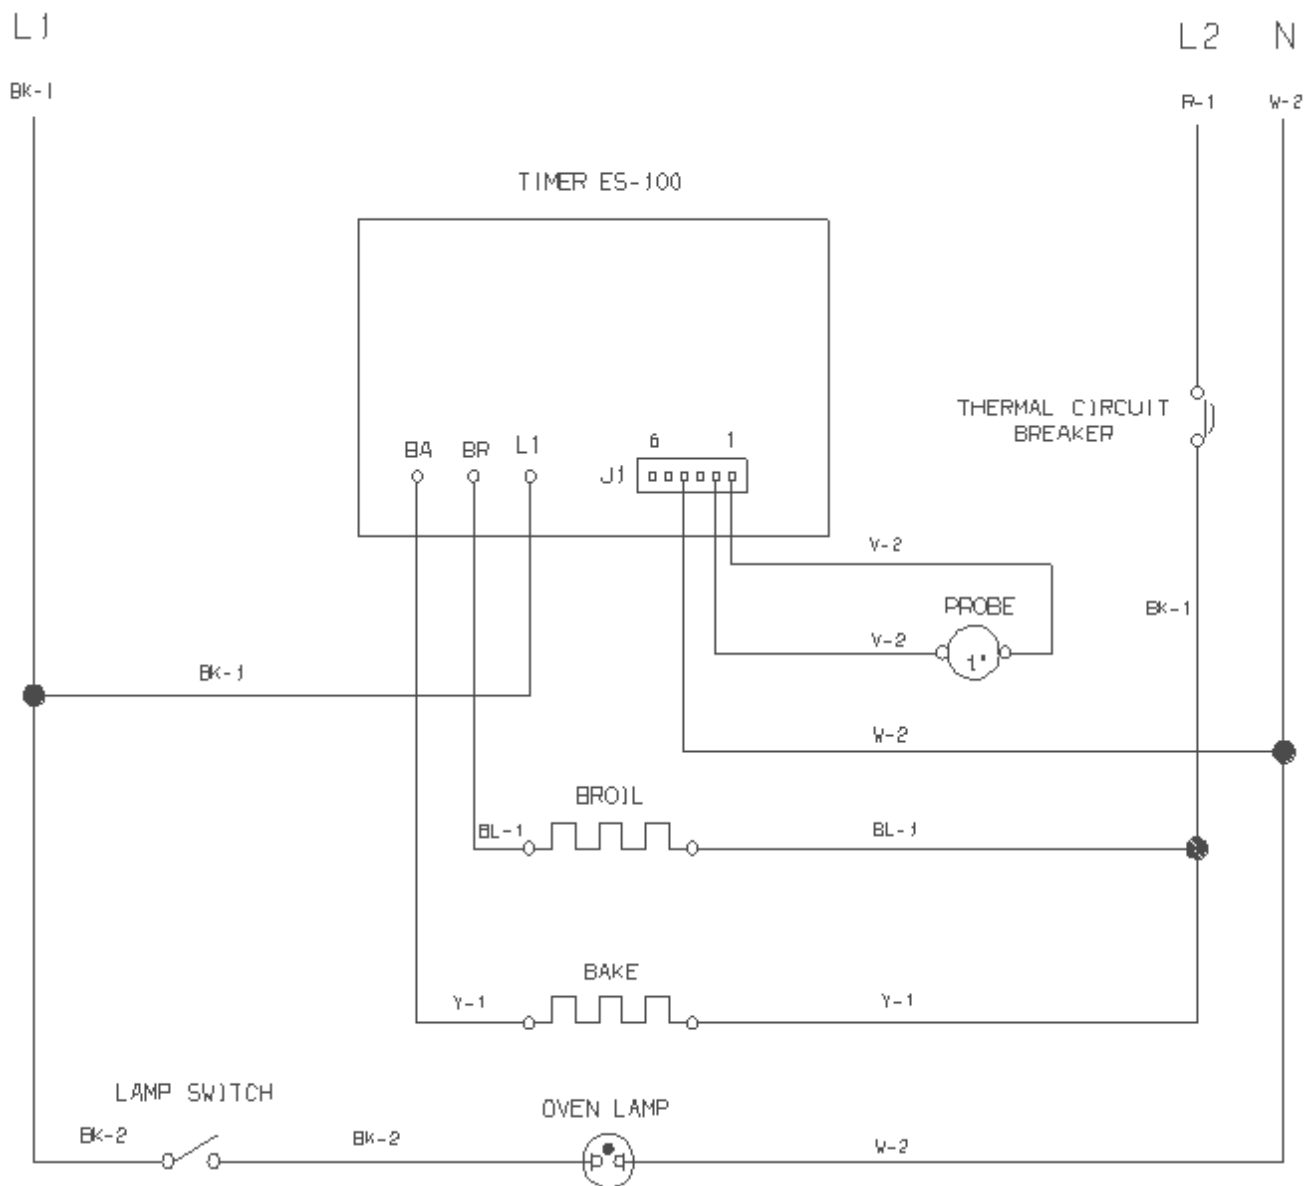 L1
L2 N
BK-1
R-1 W-2
TIMER ES-100
THERMAL CIRCUIT
BREAKER
BA BR L1
6 1
J1
V-2
PROBE
BK-1
V-2
t°
BK-1
W-2
BROIL
BL-1 BL-1
BAKE
Y-1 Y-1
LAMP SWITCH
OVEN LAMP
BK-2 BK-2 W-2